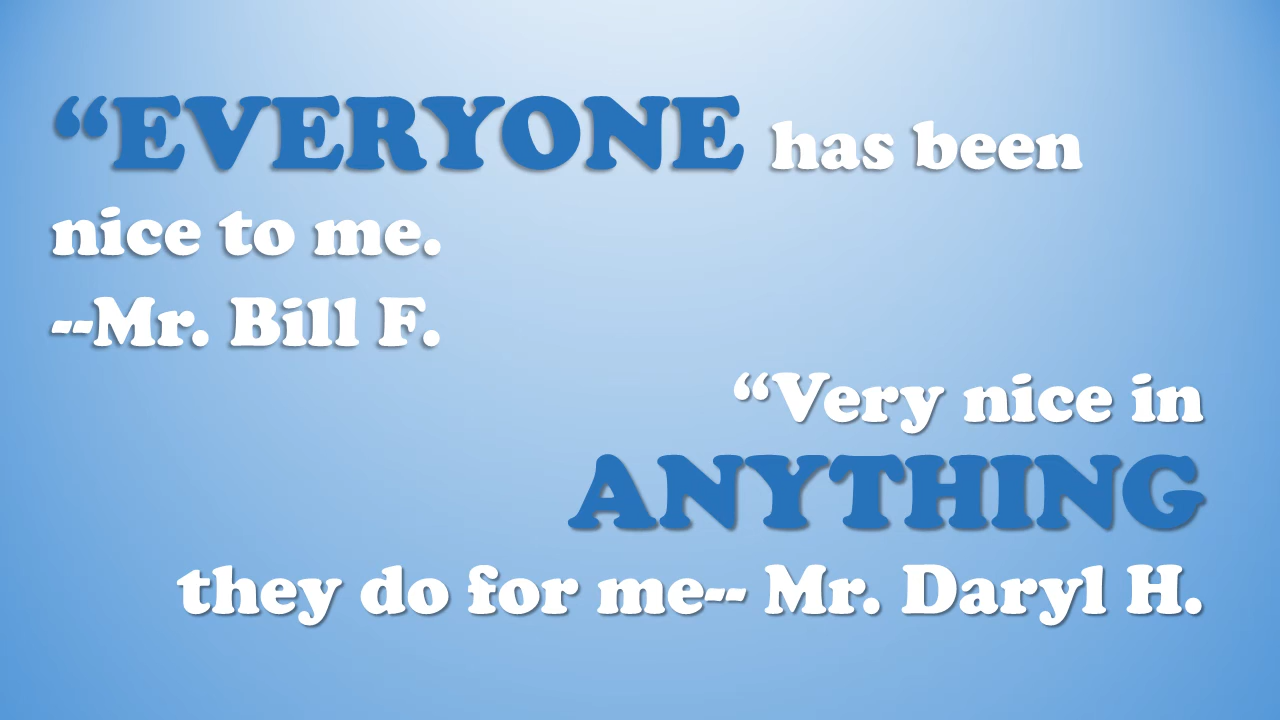 “EVERYONE has been
nice to me.
--Mr. Bill F.
“Very nice in
ANYTHING
they do for me-- Mr. Daryl H.